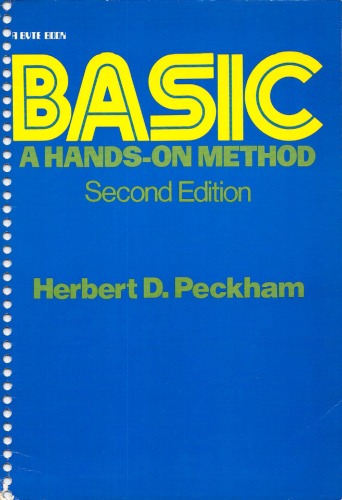 A BYTE BOOK
BASIC
A HANDS-ON METHOD
Second Edition
Herbert D. Peckham